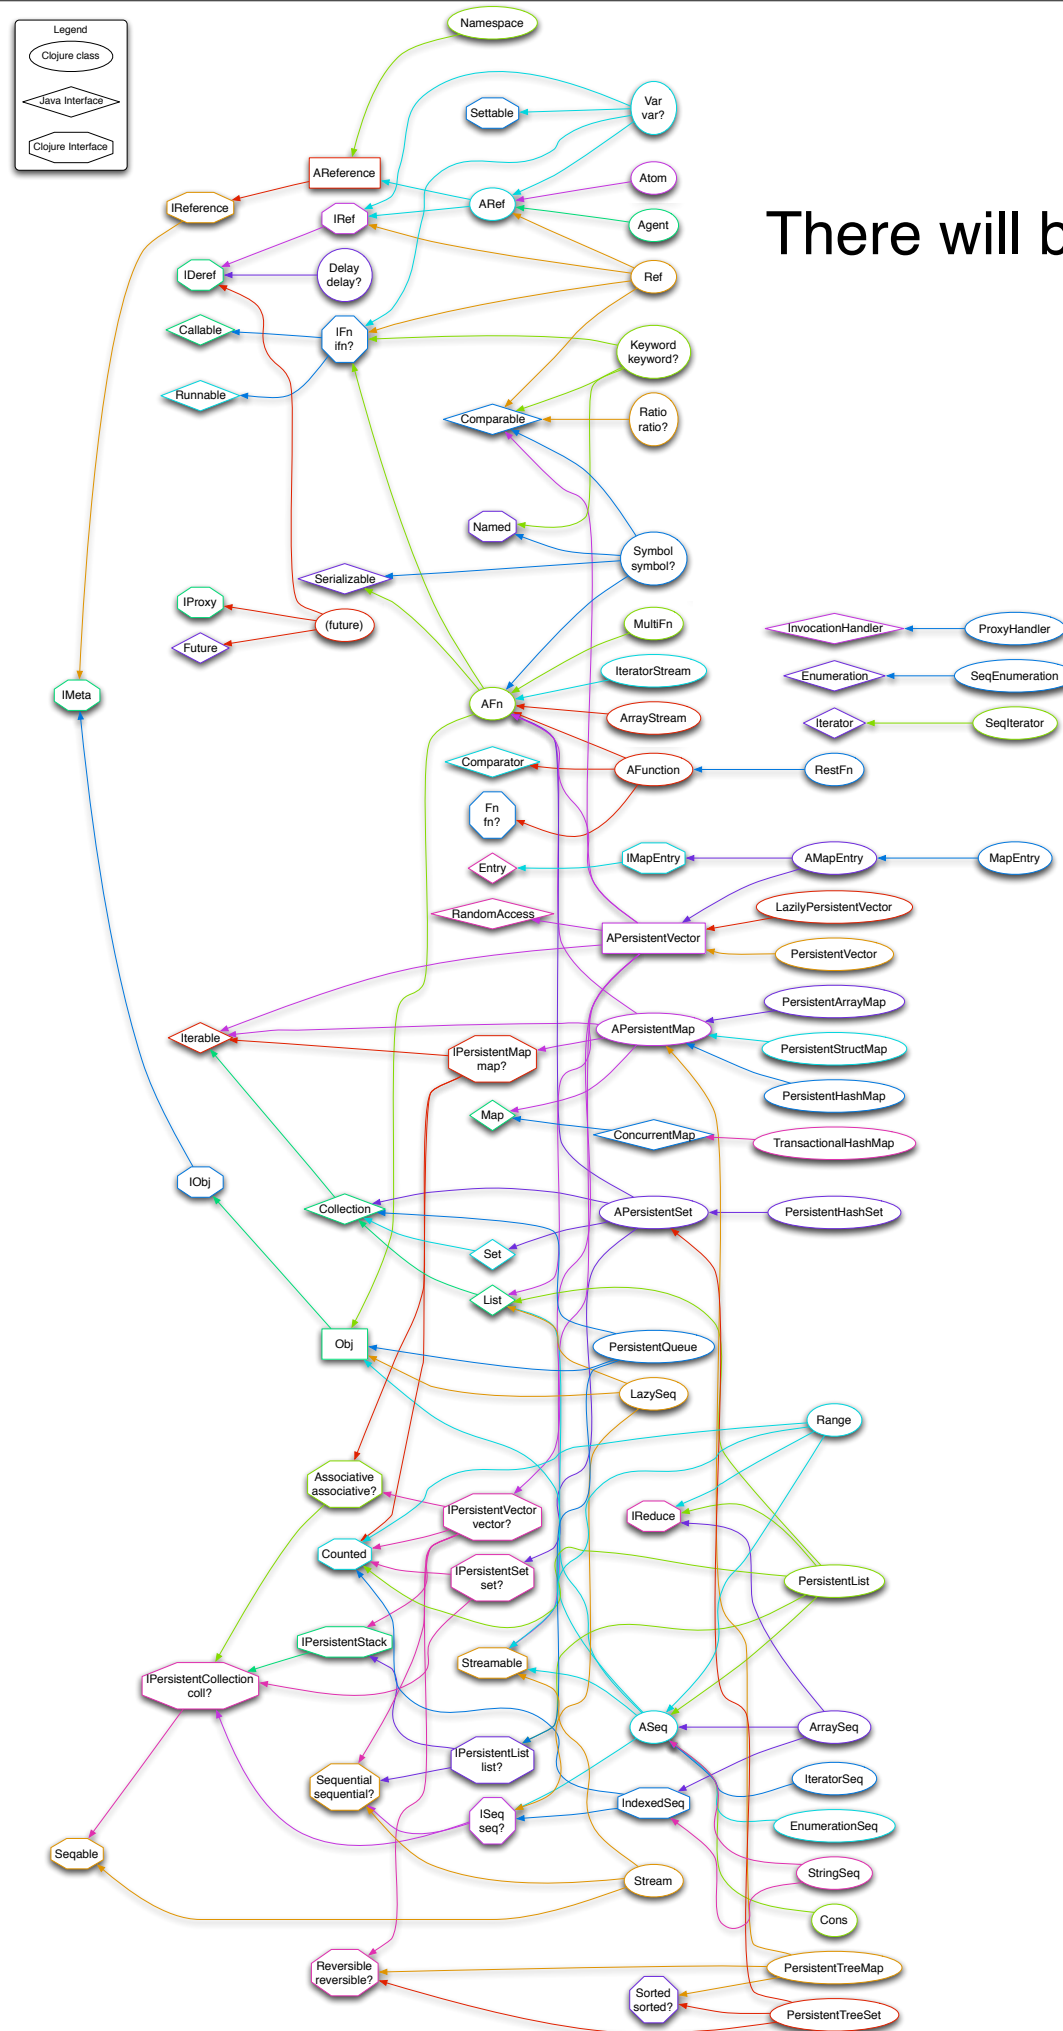 Legend
Clojure class
Java Interface
Clojure Interface
There will b
Namespace
Var
var?
Settable
AReference
Atom
IReference
IRef
ARef
Agent
IDeref
Delay
delay?
Ref
Callable
IFn
ifn?
Keyword
keyword?
Runnable
Comparable
Ratio
ratio?
Named
Symbol
symbol?
Serializable
IProxy
(future)
Future
MultiFn
InvocationHandler
ProxyHandler
IteratorStream
Enumeration
SeqEnumeration
IMeta
AFn
ArrayStream
Iterator
SeqIterator
Comparator
AFunction
RestFn
Fn
fn?
Entry
IMapEntry
AMapEntry
MapEntry
RandomAccess
LazilyPersistentVector
APersistentVector
PersistentVector
PersistentArrayMap
Iterable
APersistentMap
IPersistentMap
map?
PersistentStructMap
PersistentHashMap
Map
ConcurrentMap
TransactionalHashMap
IObj
Collection
APersistentSet
PersistentHashSet
Set
List
Obj
PersistentQueue
LazySeq
Range
Associative
associative?
IPersistentVector
vector?
IReduce
Counted
IPersistentSet
set?
PersistentList
IPersistentStack
Streamable
IPersistentCollection
coll?
ASeq
ArraySeq
IPersistentList
list?
Sequential
sequential?
IteratorSeq
IndexedSeq
ISeq
seq?
EnumerationSeq
Seqable
Stream
StringSeq
Cons
Reversible
reversible?
PersistentTreeMap
Sorted
sorted?
PersistentTreeSet